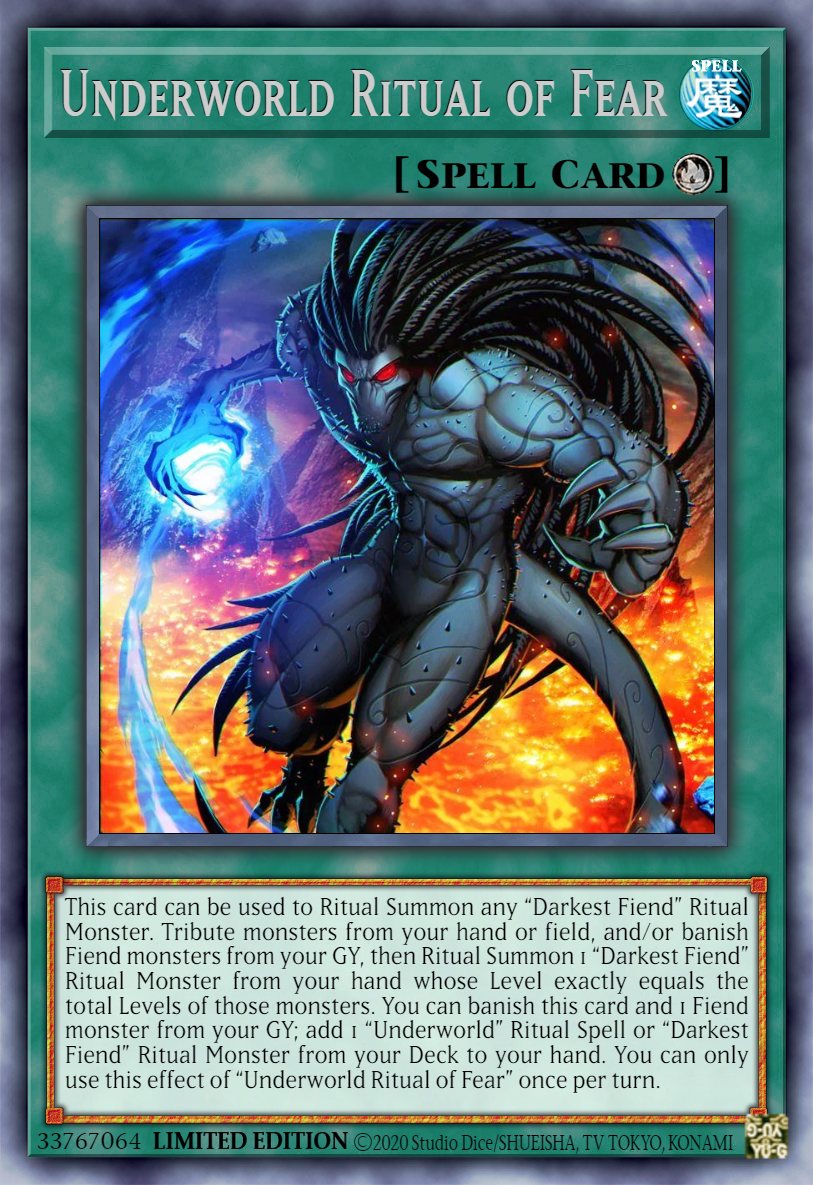 Underworld Ritual of Fear
SPELL
魔
[Spell Card]
This card can be used to Ritual Summon any “Darkest Fiend” Ritual
Monster. Tribute monsters from your hand or field, and/or banish
Fiend monsters from your GY, then Ritual Summon 1 “Darkest Fiend”
Ritual Monster from your hand whose Level exactly equals the
total Levels of those monsters. You can banish this card and 1 Fiend
monster from your GY; add 1 “Underworld” Ritual Spell or “Darkest
Fiend” Ritual Monster from your Deck to your hand. You can only
use this effect of “Underworld Ritual of Fear” once per turn.
33767064 LIMITED EDITION ©2020 Studio Dice/SHUEISHA, TV TOKYO, KONAMI